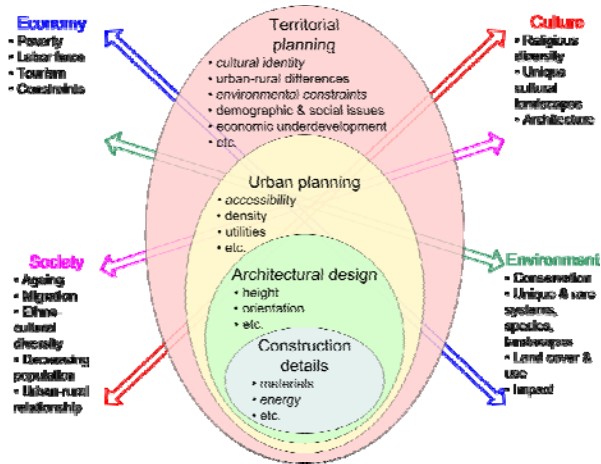 Economy
• Poverty
• Labur force
• Tourism
• Constraints
Territorial
planning
• cultural identity
• urban-rural differences
• environmental constraints
• demographic & social issues
• economic underdevelopment
• etc.
Culture
• Religious
diversity
• Unique
cultural
landscapes
• Architecture
Urban planning
• accessibility
• density
• utilities
• etc.
Society
• Ageing
• Migration
• Ethno-
cultural
diversity
• Decreasing
population
• Urban-rural
relationship
Architectural design
• height
• orientation
• etc.
Environment
• Conservation
• Unique & rare
systems,
species,
landscapes
• Land cover &
use
• Impact
Construction
details
• materials
• energy
• etc.